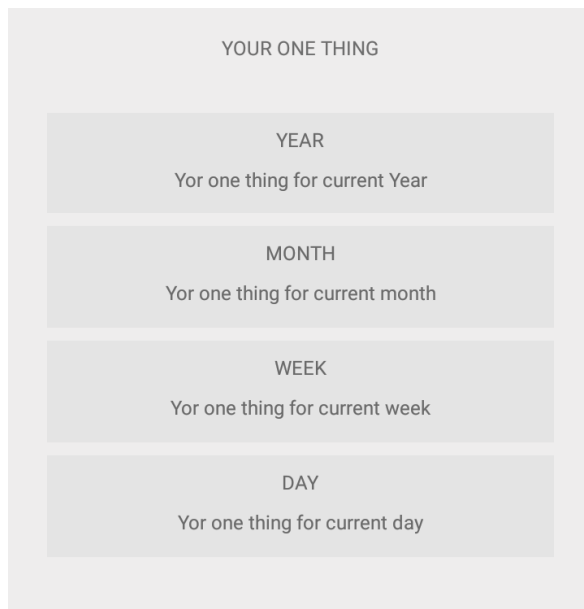 YOUR ONE THING
YEAR
Yor one thing for current Year
MONTH
Yor one thing for current month
WEEK
Yor one thing for current week
DAY
Yor one thing for current day